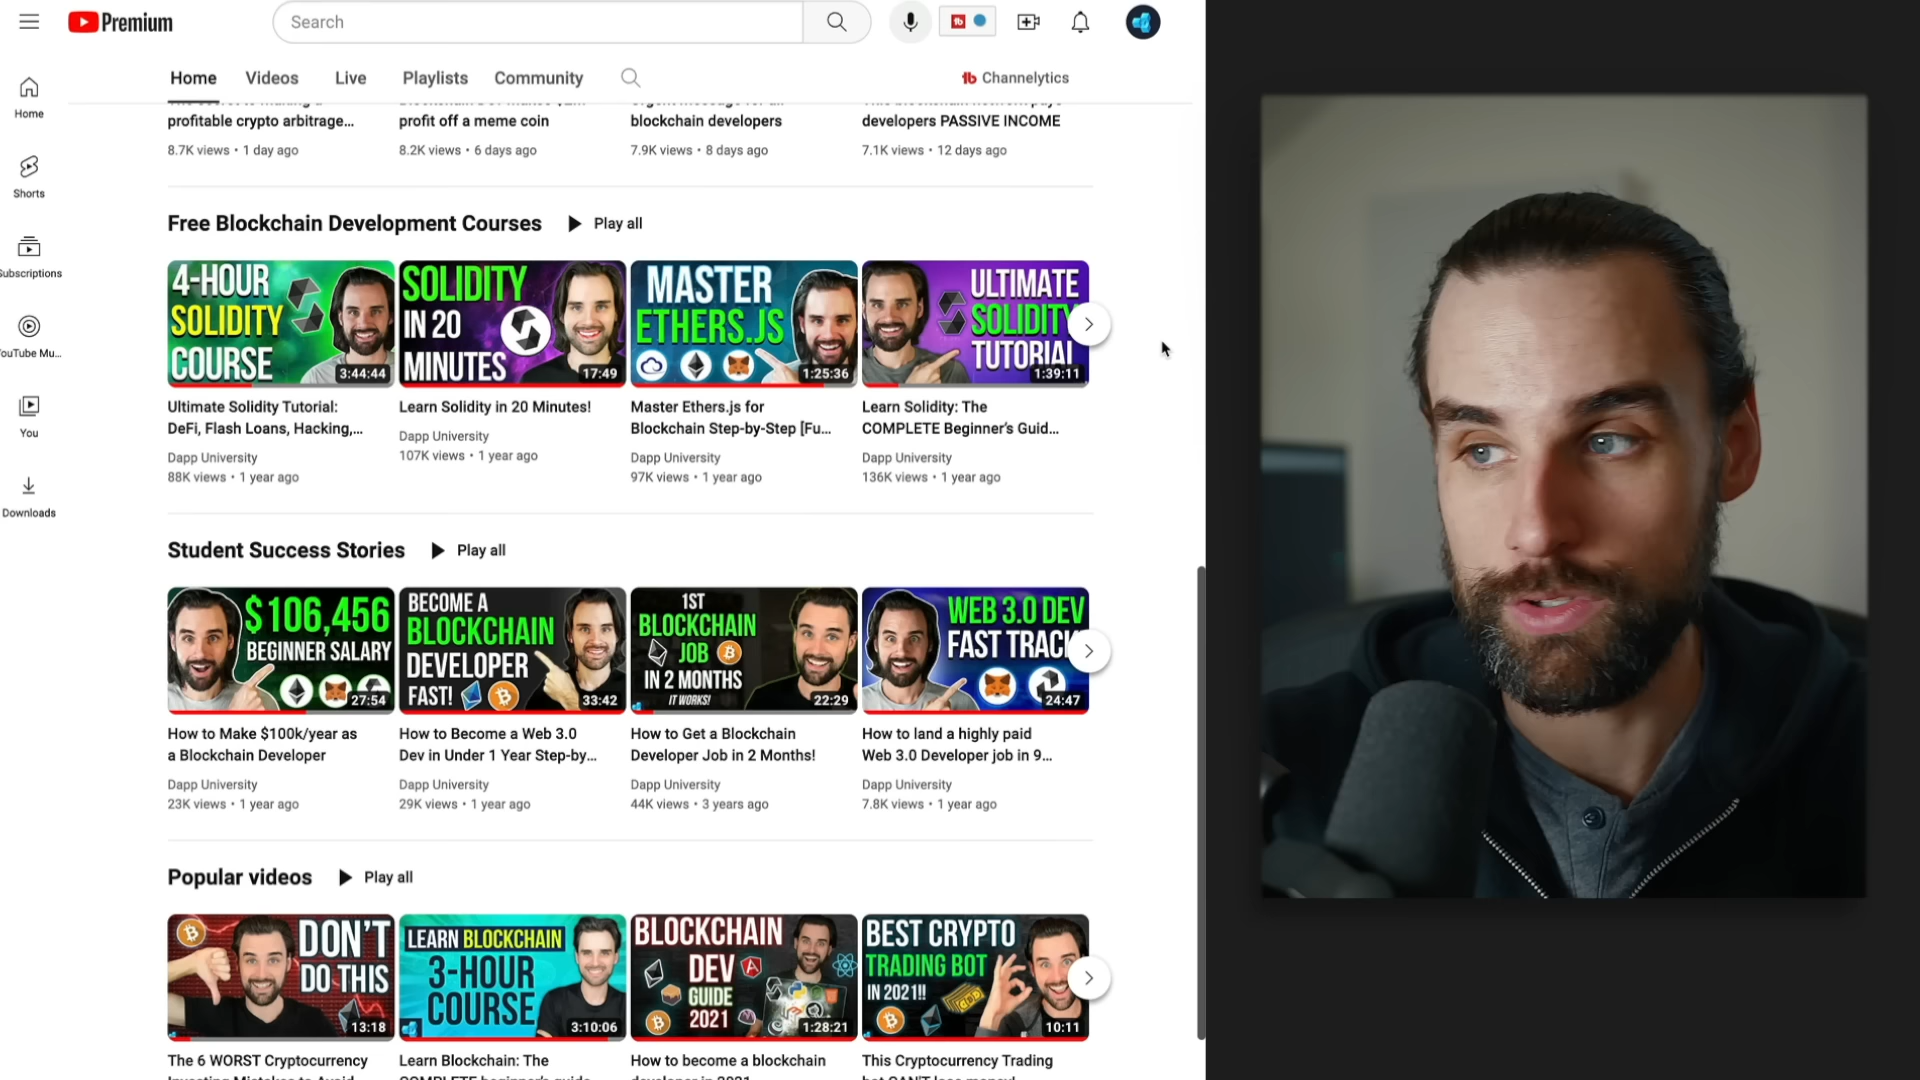 Premium
Search
Home
Videos
Live
Playlists
Community
Channelytics
Home
Shorts
Subscriptions
YouTube Mu...
You
Downloads
profitable crypto arbitrage...
8.7K views • 1 day ago
profit off a meme coin
8.2K views • 6 days ago
blockchain developers
7.9K views • 8 days ago
developers PASSIVE INCOME
7.1K views • 12 days ago
Free Blockchain Development Courses
Play all
4-HOUR
SOLIDITY
COURSE
3:44:44
Ultimate Solidity Tutorial:
DeFi, Flash Loans, Hacking,...
Dapp University
88K views • 1 year ago
SOLIDITY
IN 20
MINUTES
17:49
Learn Solidity in 20 Minutes!
Dapp University
107K views • 1 year ago
MASTER
ETHERS.JS
1:25:36
Master Ethers.js for
Blockchain Step-by-Step [Fu...
Dapp University
97K views • 1 year ago
ULTIMATE
SOLIDITY
TUTORIAL
1:39:11
Learn Solidity: The
COMPLETE Beginner's Guid...
Dapp University
136K views • 1 year ago
Student Success Stories
Play all
$106,456
BEGINNER SALARY
27:54
How to Make $100k/year as
a Blockchain Developer
Dapp University
23K views • 1 year ago
BECOME A
BLOCKCHAIN
DEVELOPER
FAST!
33:42
How to Become a Web 3.0
Dev in Under 1 Year Step-by...
Dapp University
29K views • 1 year ago
1ST
BLOCKCHAIN
JOB
IN 2 MONTHS
IT WORKS!
22:29
How to Get a Blockchain
Developer Job in 2 Months!
Dapp University
44K views • 3 years ago
WEB 3.0 DEV
FAST TRACK
24:47
How to land a highly paid
Web 3.0 Developer job in 9...
Dapp University
7.8K views • 1 year ago
Popular videos
Play all
DON'T
DO THIS
13:18
The 6 WORST Cryptocurrency
LEARN BLOCKCHAIN
3-HOUR
COURSE
3:10:06
Learn Blockchain: The
BLOCKCHAIN
DEV
GUIDE
2021
1:28:21
How to become a blockchain
BEST CRYPTO
TRADING BOT
IN 2021!!
10:11
This Cryptocurrency Trading